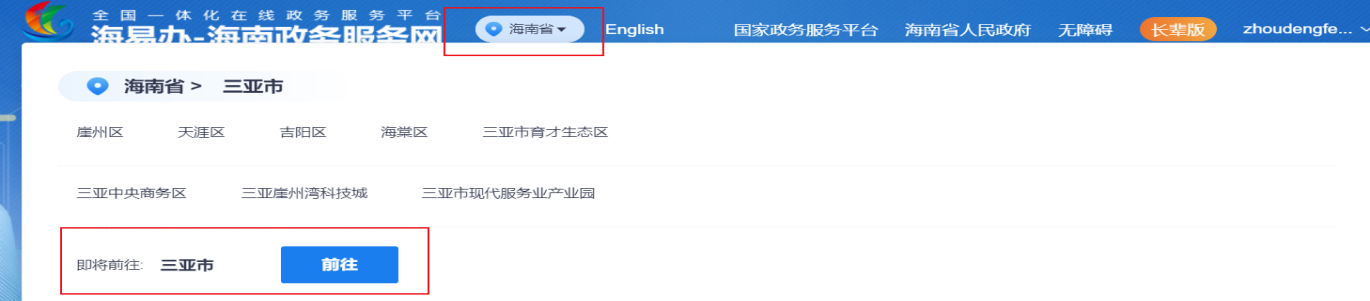 全国一体化在线政务服务平台
海易办-海南政务服务网
海南省
English
国家政务服务平台
海南省人民政府
无障碍
长辈版
zhoudengfe...
海南省 > 三亚市
崖州区 天涯区 吉阳区 海棠区 三亚市育才生态区
三亚中央商务区 三亚崖州湾科技城 三亚市现代服务业产业园
即将前往: 三亚市 前往